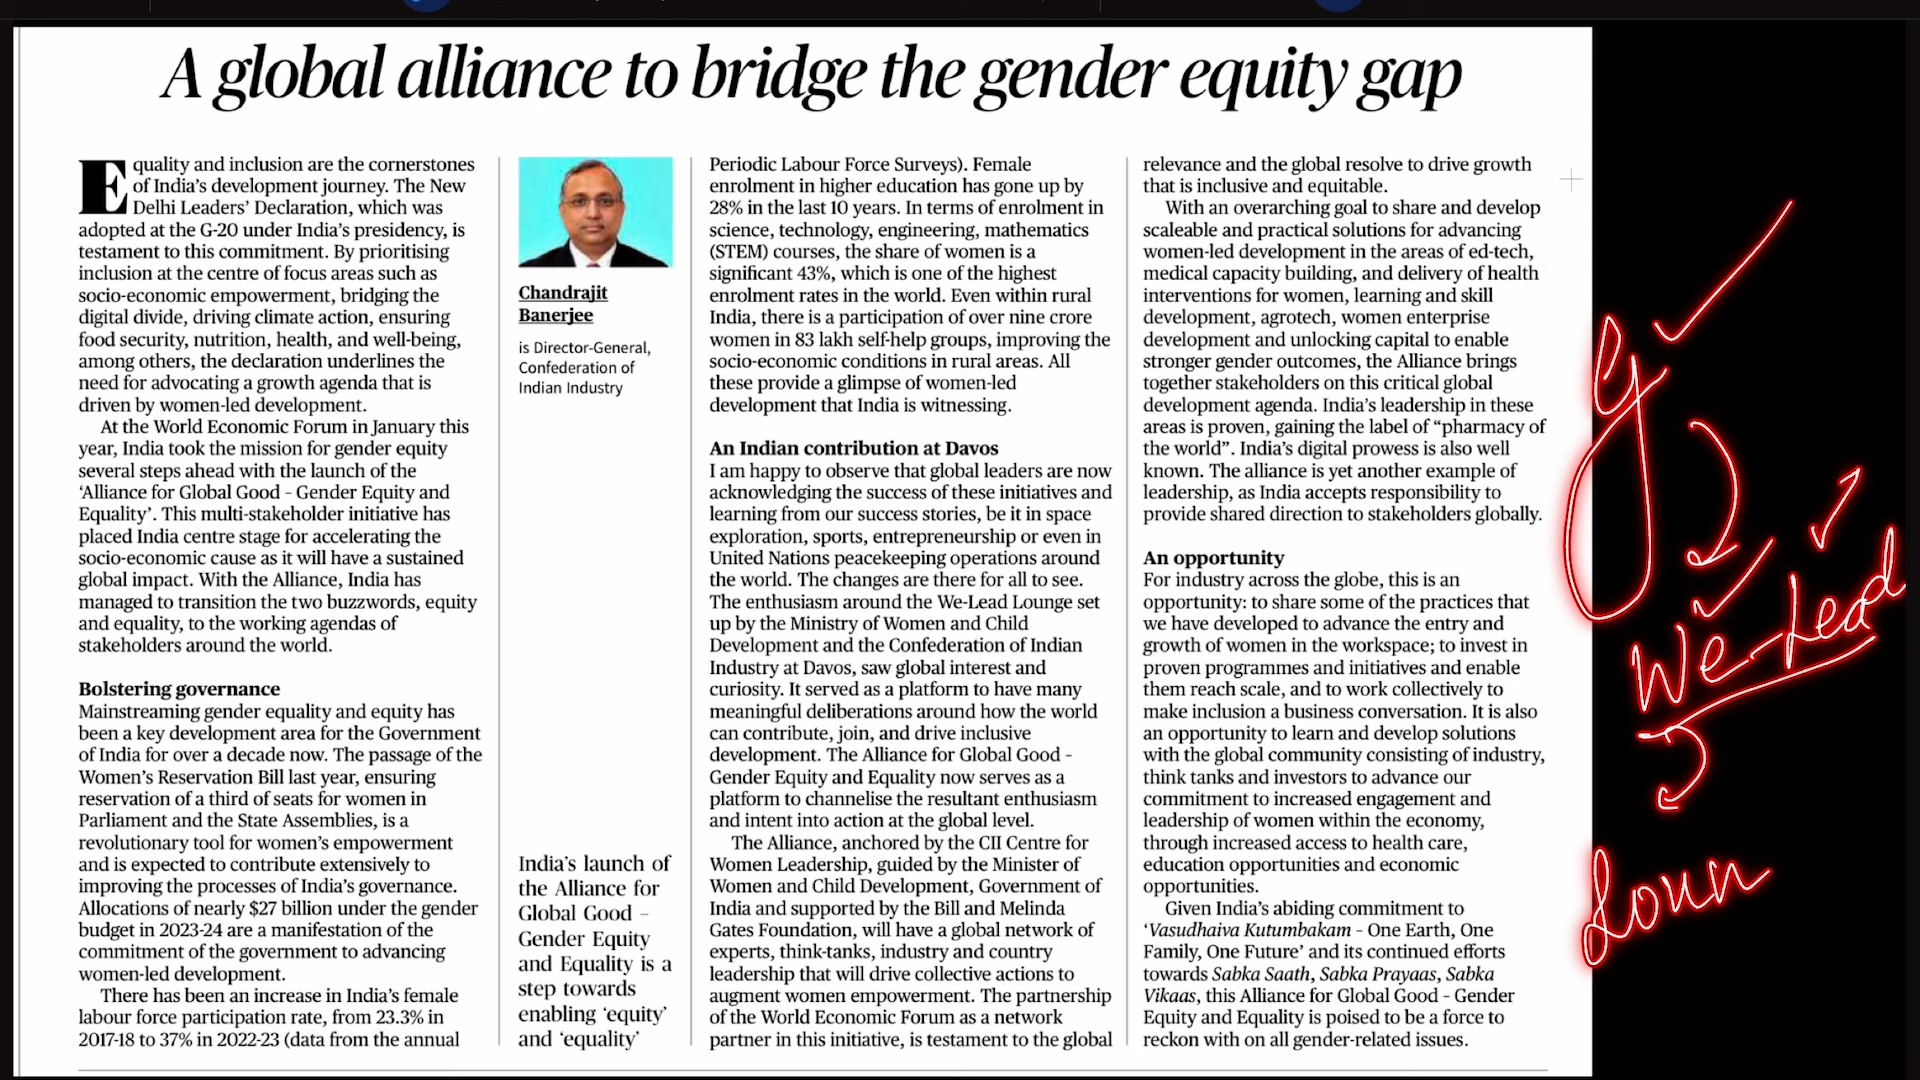 A global alliance to bridge the gender equity gap
Equality and inclusion are the cornerstones
of India's development journey. The New
Delhi Leaders' Declaration, which was
adopted at the G-20 under India's presidency, is
testament to this commitment. By prioritising
inclusion at the centre of focus areas such as
socio-economic empowerment, bridging the
digital divide, driving climate action, ensuring
food security, nutrition, health, and well-being,
among others, the declaration underlines the
need for advocating a growth agenda that is
driven by women-led development.
At the World Economic Forum in January this
year, India took the mission for gender equity
several steps ahead with the launch of the
‘Alliance for Global Good - Gender Equity and
Equality’. This multi-stakeholder initiative has
placed India centre stage for accelerating the
socio-economic cause as it will have a sustained
global impact. With the Alliance, India has
managed to transition the two buzzwords, equity
and equality, to the working agendas of
stakeholders around the world.
Bolstering governance
Mainstreaming gender equality and equity has
been a key development area for the Government
of India for over a decade now. The passage of the
Women's Reservation Bill last year, ensuring
reservation of a third of seats for women in
Parliament and the State Assemblies, is a
revolutionary tool for women's empowerment
and is expected to contribute extensively to
improving the processes of India's governance.
Allocations of nearly $27 billion under the gender
budget in 2023-24 are a manifestation of the
commitment of the government to advancing
women-led development.
There has been an increase in India's female
labour force participation rate, from 23.3% in
2017-18 to 37% in 2022-23 (data from the annual
Chandrajit
Banerjee
is Director-General,
Confederation of
Indian Industry
India's launch of
the Alliance for
Global Good -
Gender Equity
and Equality is a
step towards
enabling ‘equity’
and ‘equality’
Periodic Labour Force Surveys). Female
enrolment in higher education has gone up by
28% in the last 10 years. In terms of enrolment in
science, technology, engineering, mathematics
(STEM) courses, the share of women is a
significant 43%, which is one of the highest
enrolment rates in the world. Even within rural
India, there is a participation of over nine crore
women in 83 lakh self-help groups, improving the
socio-economic conditions in rural areas. All
these provide a glimpse of women-led
development that India is witnessing.
An Indian contribution at Davos
I am happy to observe that global leaders are now
acknowledging the success of these initiatives and
learning from our success stories, be it in space
exploration, sports, entrepreneurship or even in
United Nations peacekeeping operations around
the world. The changes are there for all to see.
The enthusiasm around the We-Lead Lounge set
up by the Ministry of Women and Child
Development and the Confederation of Indian
Industry at Davos, saw global interest and
curiosity. It served as a platform to have many
meaningful deliberations around how the world
can contribute, join, and drive inclusive
development. The Alliance for Global Good -
Gender Equity and Equality now serves as a
platform to channelise the resultant enthusiasm
and intent into action at the global level.
The Alliance, anchored by the CII Centre for
Women Leadership, guided by the Minister of
Women and Child Development, Government of
India and supported by the Bill and Melinda
Gates Foundation, will have a global network of
experts, think-tanks, industry and country
leadership that will drive collective actions to
augment women empowerment. The partnership
of the World Economic Forum as a network
partner in this initiative, is testament to the global
relevance and the global resolve to drive growth
that is inclusive and equitable.
With an overarching goal to share and develop
scaleable and practical solutions for advancing
women-led development in the areas of ed-tech,
medical capacity building, and delivery of health
interventions for women, learning and skill
development, agrotech, women enterprise
development and unlocking capital to enable
stronger gender outcomes, the Alliance brings
together stakeholders on this critical global
development agenda. India's leadership in these
areas is proven, gaining the label of “pharmacy of
the world”. India's digital prowess is also well
known. The alliance is yet another example of
leadership, as India accepts responsibility to
provide shared direction to stakeholders globally.
An opportunity
For industry across the globe, this is an
opportunity: to share some of the practices that
we have developed to advance the entry and
growth of women in the workspace; to invest in
proven programmes and initiatives and enable
them reach scale, and to work collectively to
make inclusion a business conversation. It is also
an opportunity to learn and develop solutions
with the global community consisting of industry,
think tanks and investors to advance our
commitment to increased engagement and
leadership of women within the economy,
through increased access to health care,
education opportunities and economic
opportunities.
Given India's abiding commitment to
‘Vasudhaiva Kutumbakam - One Earth, One
Family, One Future’ and its continued efforts
towards Sabka Saath, Sabka Prayaas, Sabka
Vikaas, this Alliance for Global Good - Gender
Equity and Equality is poised to be a force to
reckon with on all gender-related issues.
We-Lead
Loun